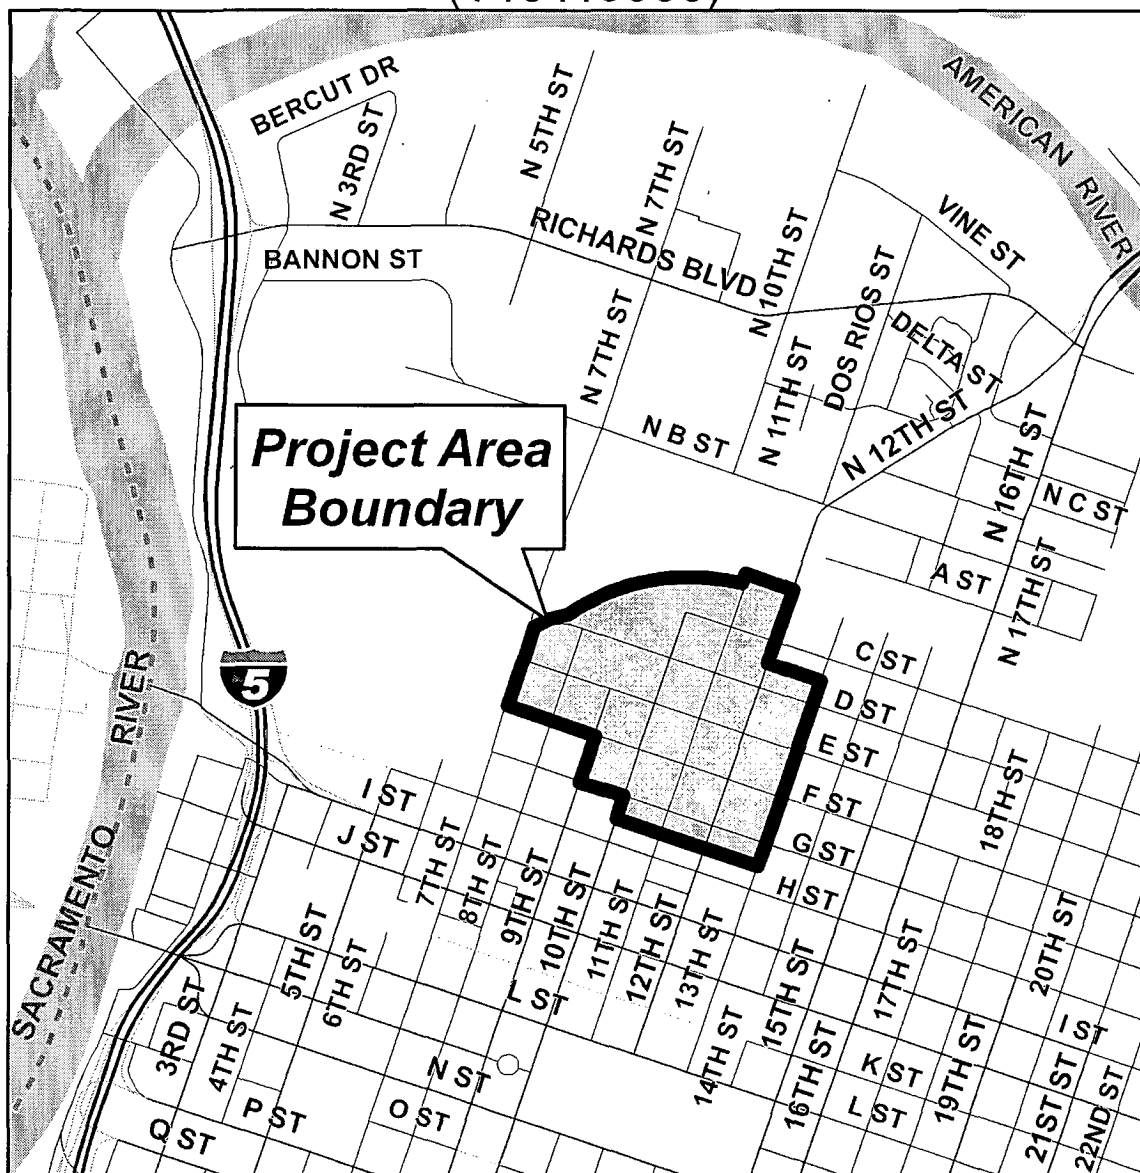 BERCUT DR
N 3RD ST
N 5TH ST
N 7TH ST
AMERICAN RIVER
VINE ST
RICHARDS BLVD
BANNON ST
N 10TH ST
DOS RIOS ST
DELTA ST
N 7TH ST
N 11TH ST
N 12TH ST
N B ST
N 16TH ST
N C ST
Project Area
Boundary
A ST
N 17TH ST
C ST
D ST
E ST
F ST
G ST
H ST
5
SACRAMENTO RIVER
I ST
J ST
7TH ST
8TH ST
9TH ST
10TH ST
11TH ST
12TH ST
13TH ST
18TH ST
5TH ST
6TH ST
L ST
15TH ST
17TH ST
20TH ST
3RD ST
4TH ST
N ST
14TH ST
16TH ST
K ST
L ST
19TH ST
I ST
21ST ST
22ND ST
O ST
P ST
Q ST